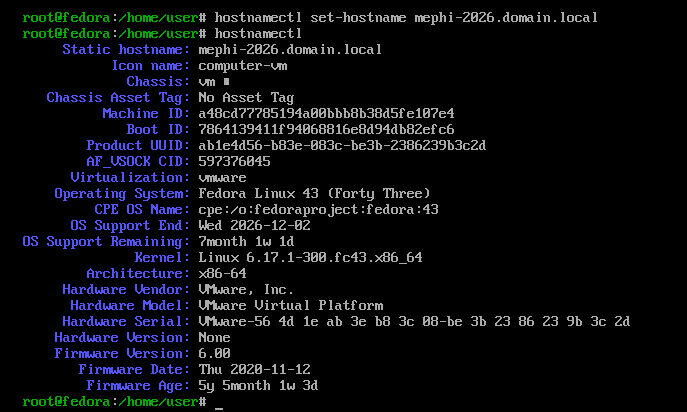 root@fedora:/home/user# hostnamectl set-hostname mephi-2026.domain.local
root@fedora:/home/user# hostnamectl
Static hostname: mephi-2026.domain.local
Icon name: computer-vm
Chassis: vm
Chassis Asset Tag: No Asset Tag
Machine ID: a48cd77785194a00bbb8b38d5fe107e4
Boot ID: 7864139411f94068816e8d94db82efc6
Product UUID: ab1e4d56-b83e-083c-be3b-2386239b3c2d
AF_VSOCK CID: 597376045
Virtualization: vmware
Operating System: Fedora Linux 43 (Forty Three)
CPE OS Name: cpe:/o:fedoraproject:fedora:43
OS Support End: Wed 2026-12-02
OS Support Remaining: 7month 1w 1d
Kernel: Linux 6.17.1-300.fc43.x86_64
Architecture: x86-64
Hardware Vendor: VMware, Inc.
Hardware Model: VMware Virtual Platform
Hardware Serial: VMware-56 4d 1e ab 3e b8 3c 08-be 3b 23 86 23 9b 3c 2d
Hardware Version: None
Firmware Version: 6.00
Firmware Date: Thu 2020-11-12
Firmware Age: 5y 5month 1w 3d
root@fedora:/home/user# _